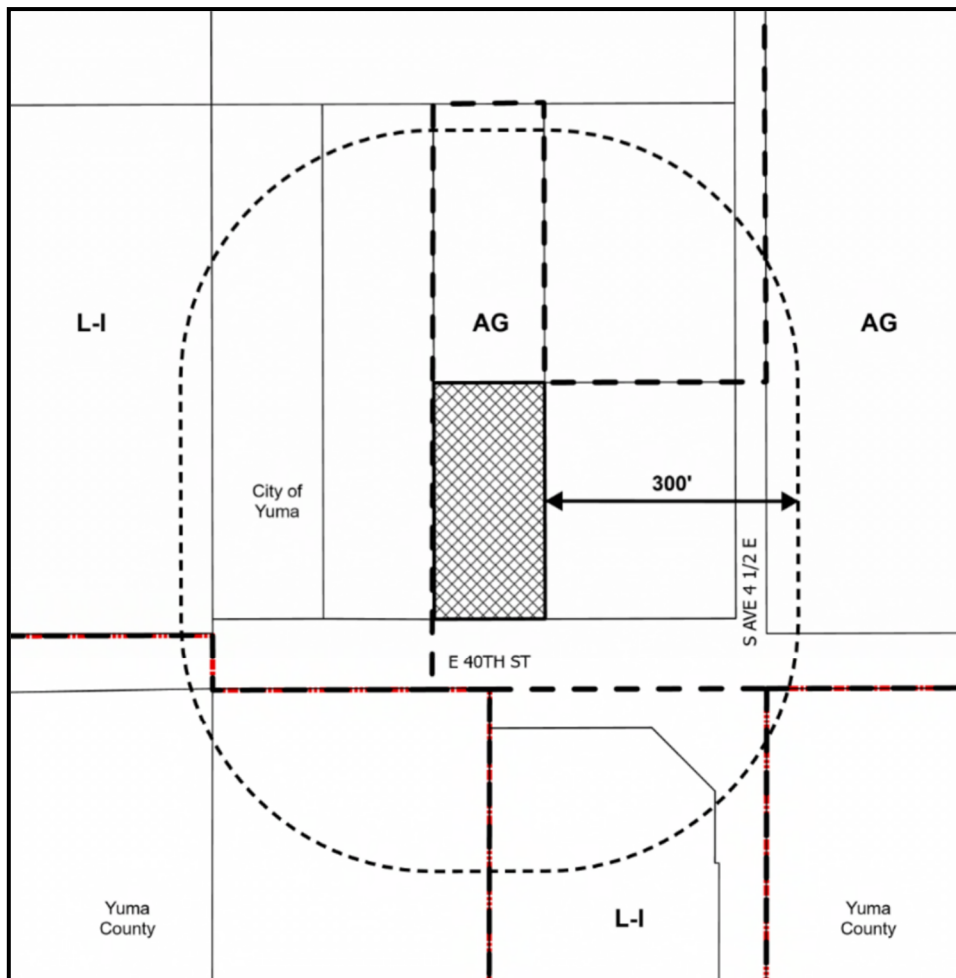 L-I
AG
AG
City of
Yuma
300'
S AVE 4 1/2 E
E 40TH ST
Yuma
County
L-I
Yuma
County